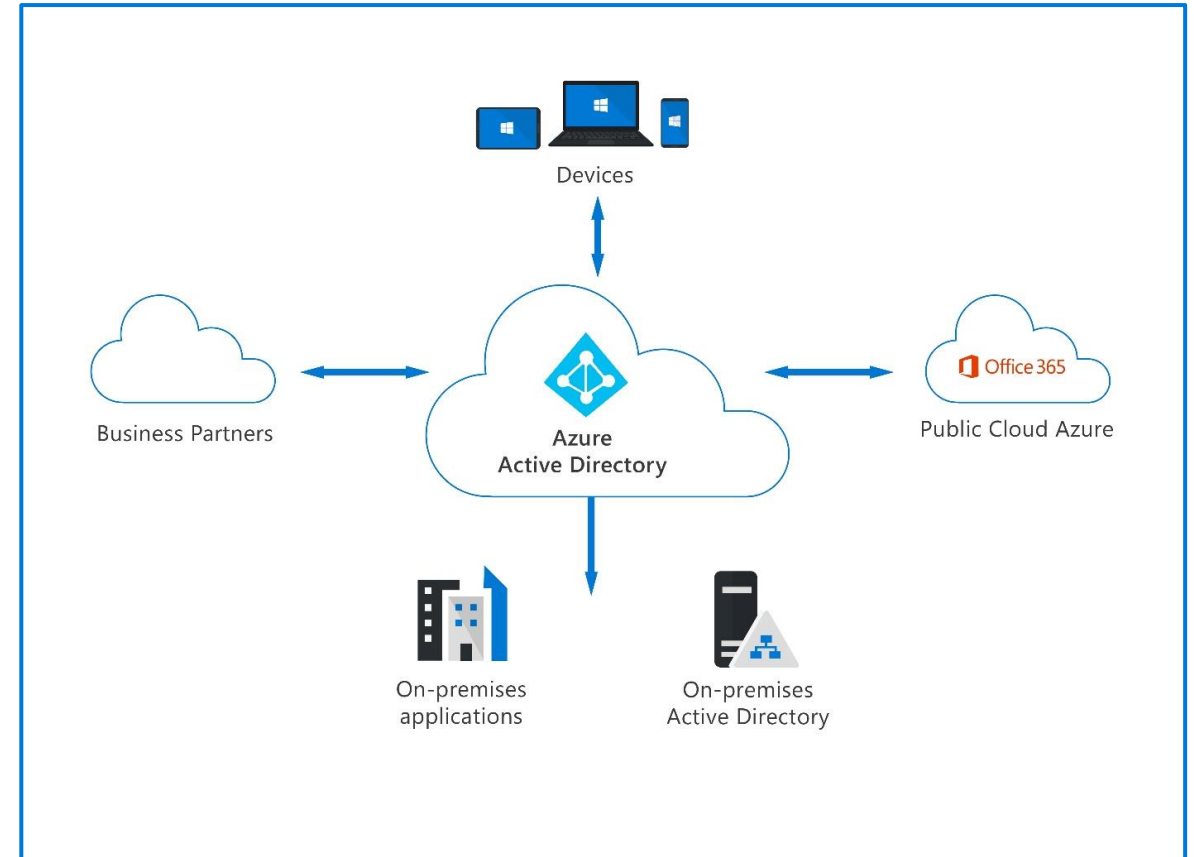 Devices
Office 365
Business Partners
Public Cloud Azure
Azure
Active Directory
On-premises
applications
On-premises
Active Directory